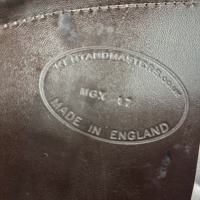 KENTANDMASTERS.CO.UK
MGX 17
MADE IN ENGLAND